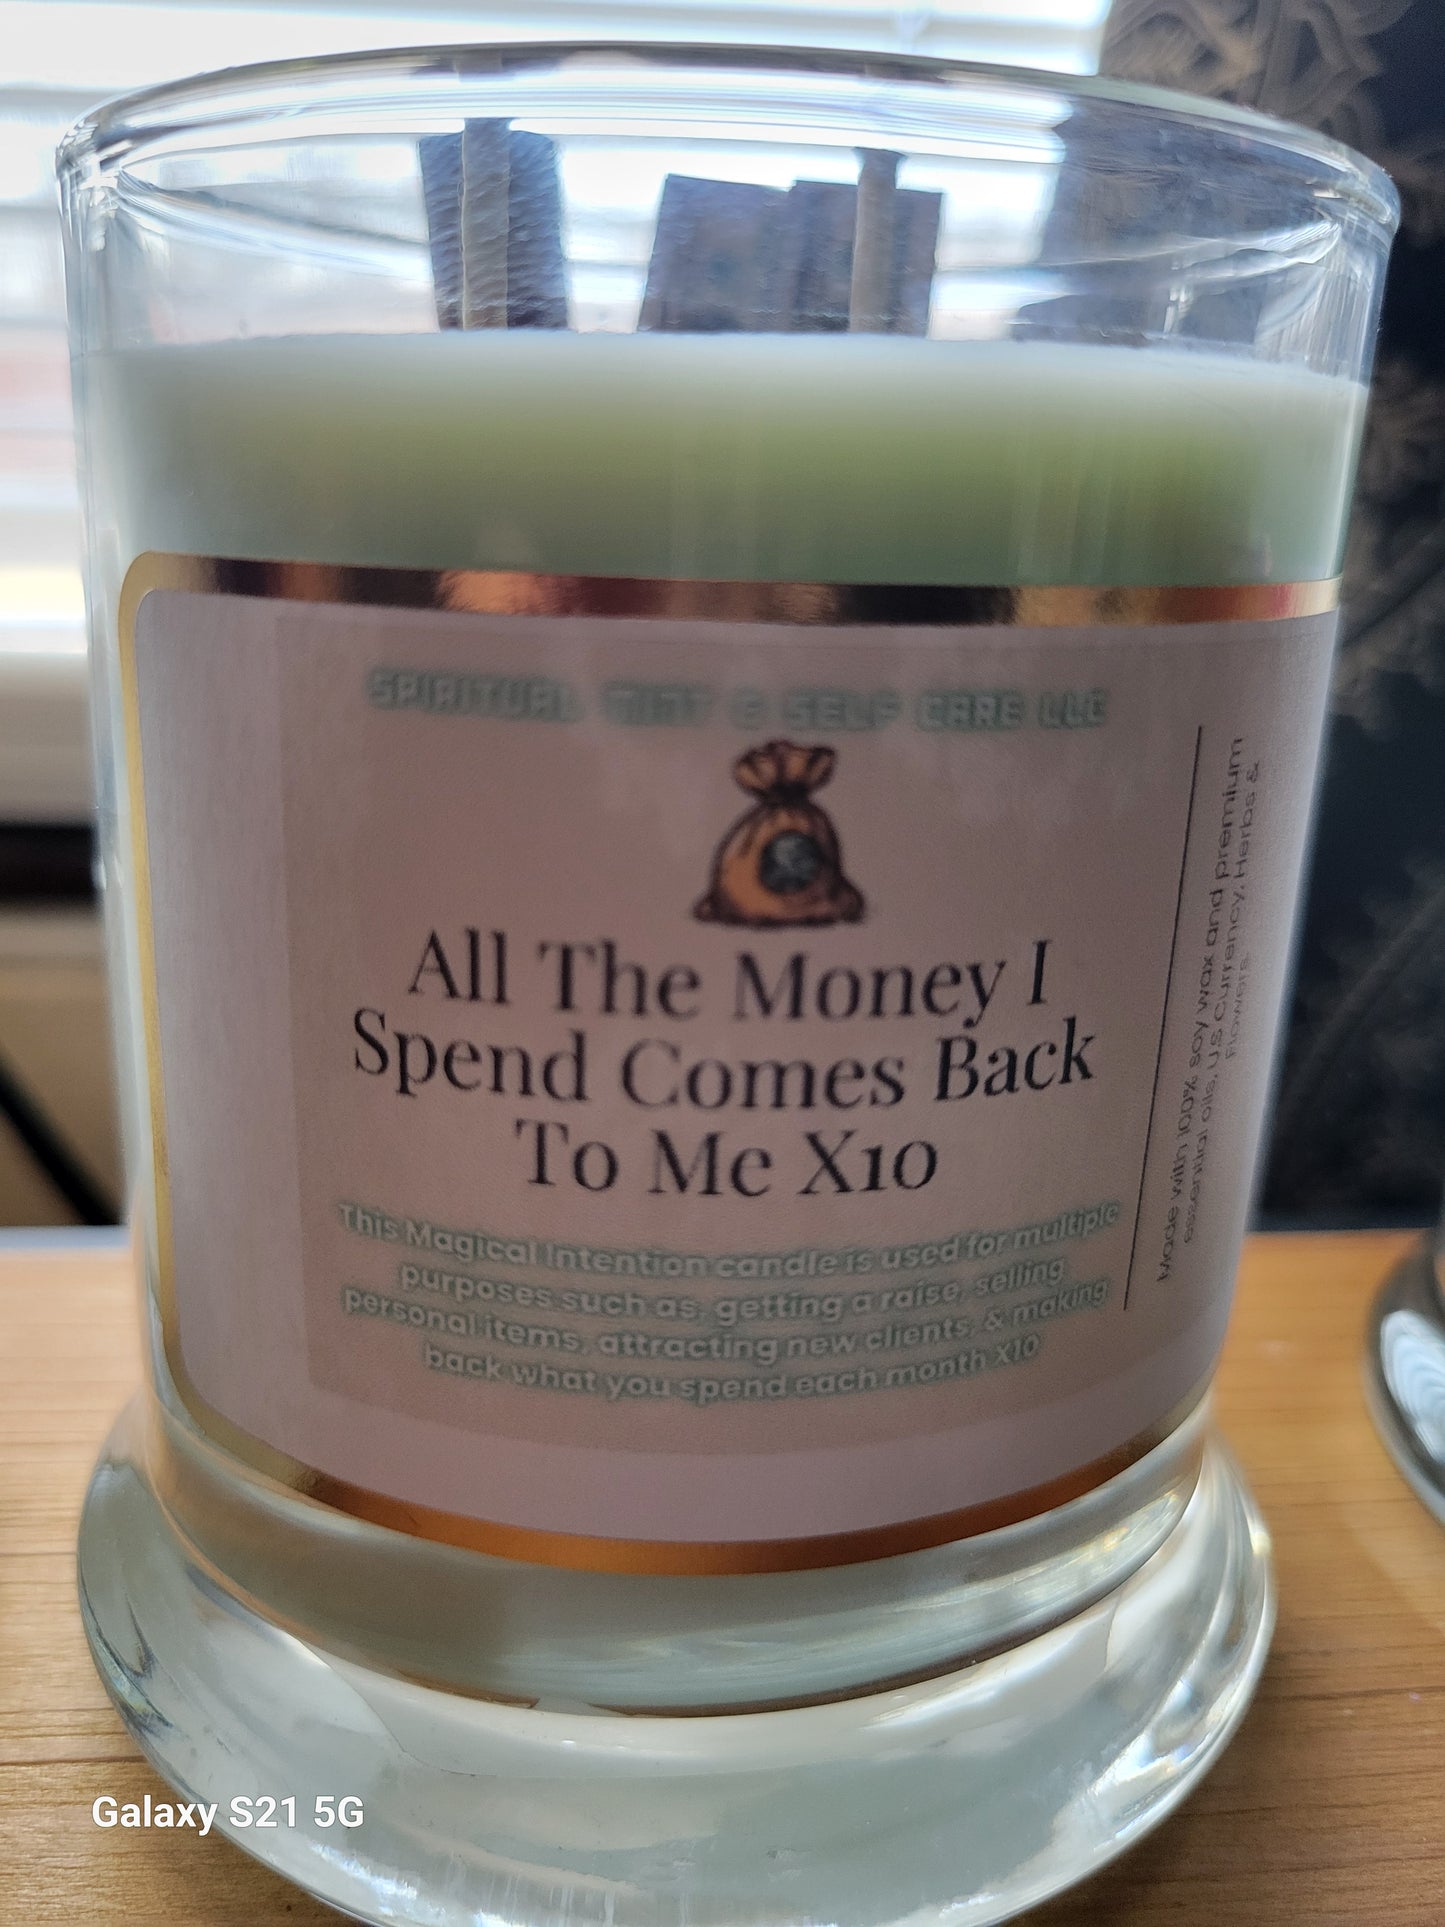 SPIRITUAL TINT & SELF CARE LLC
All The Money I
Spend Comes Back
To Me X10
This Magical Intention candle is used for multiple
purposes such as, getting a raise, selling
personal items, attracting new clients, & making
back what you spend each month X10
Made with 100% soy wax and premium
essential oils, US Currency, Herbs &
Flowers
Galaxy S21 5G